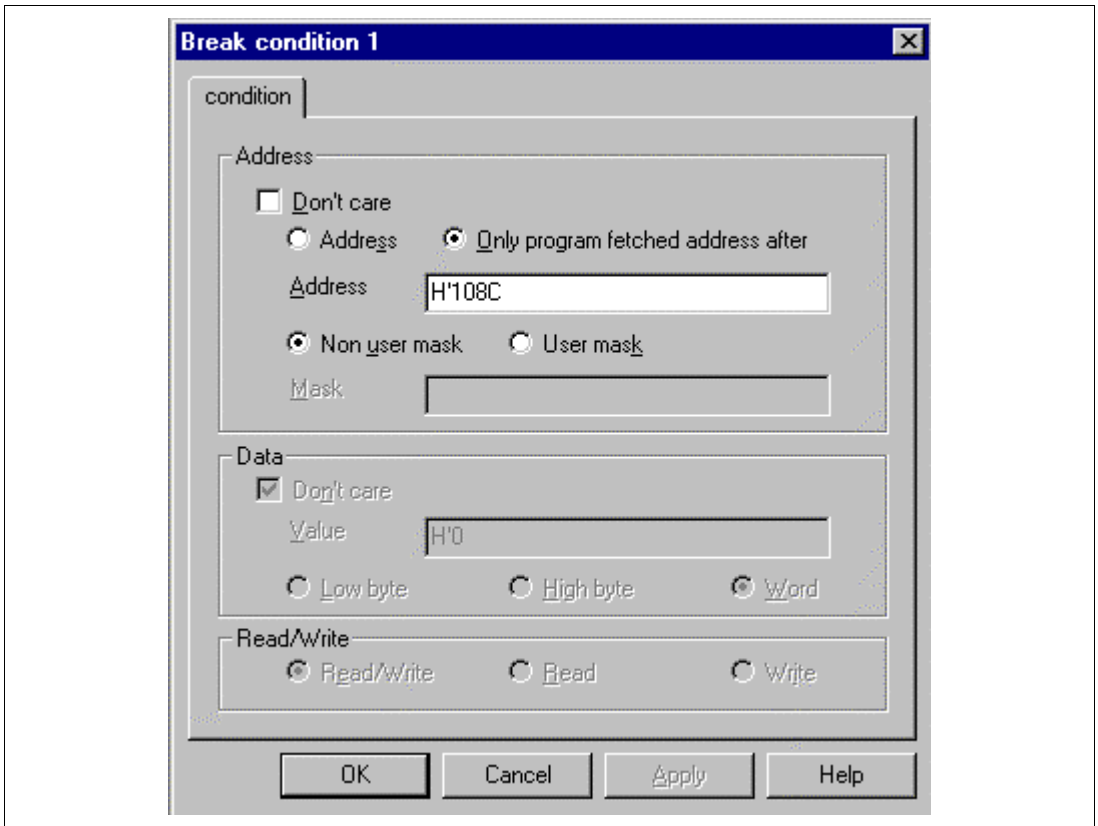 Break condition 1
condition
Address
Don't care
Address Only program fetched address after
Address H'108C
Non user mask User mask
Mask
Data
Don't care
Value H'0
Low byte High byte Word
Read/Write
Read/Write Read Write
OK Cancel Apply Help